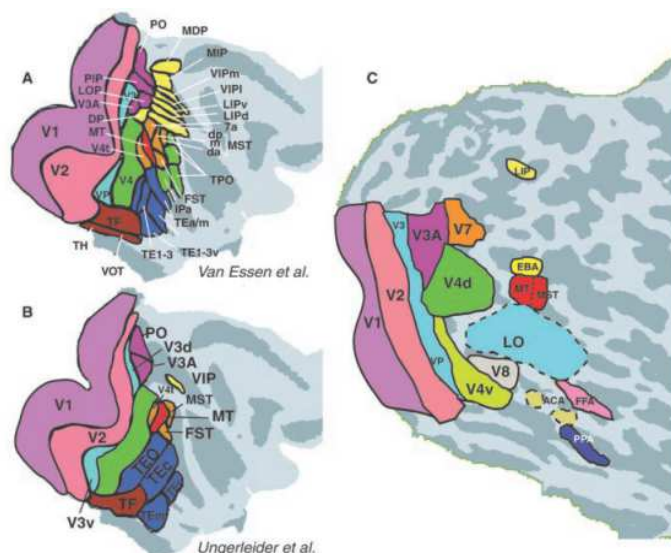 A
PO
MDP
MIP
VIPm
VIPl
LIPv
LIPd
7a
MST
dp
m
da
PIP
LOP
V3A
DP
MT
V4t
V1
V2
VP
V4
TF
TH
VOT
TPO
FST
IPa
TEa/m
TE1-3
TE1-3v
Van Essen et al.
B
PO
V3d
V3A
VIP
V4t
MST
MT
FST
V1
V2
V3v
TEO
TEc
TF
Ungerleider et al.
C
LIP
V3
V3A
V7
V4d
EBA
MT
MST
V1
V2
VP
LO
V8
V4v
ACA
FFA
PPA